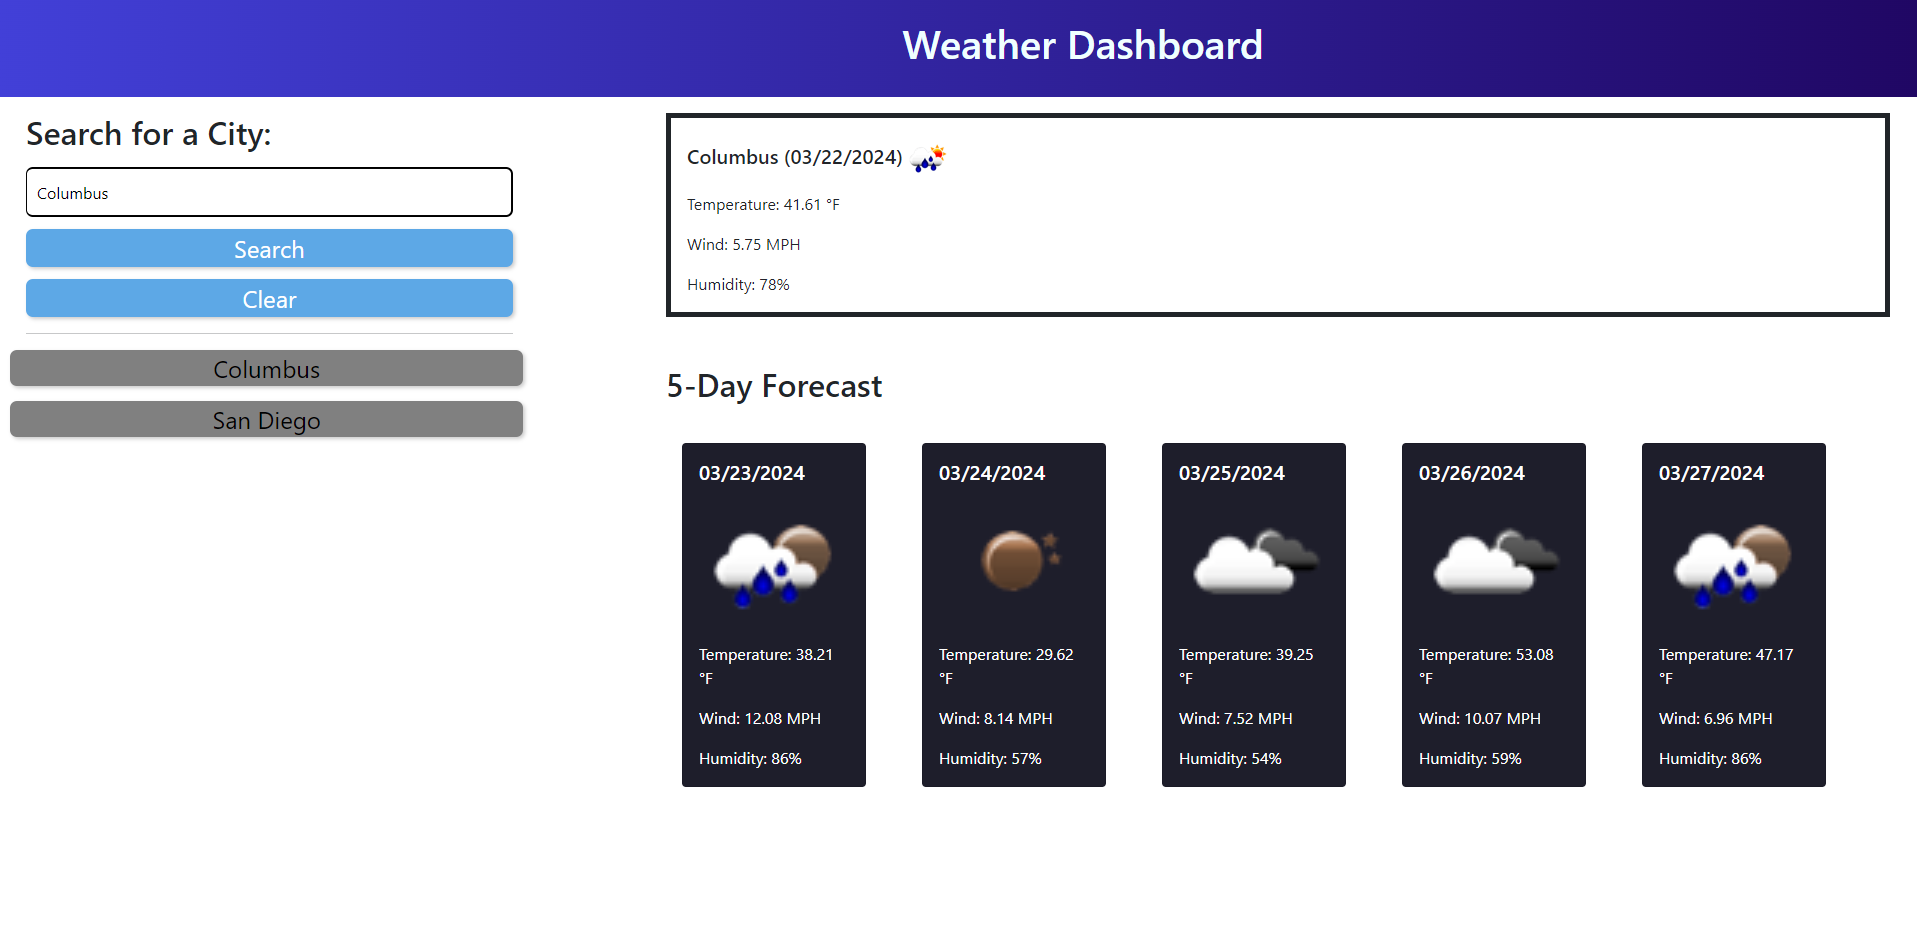 Weather Dashboard
Search for a City:
Columbus
Search
Clear
Columbus
San Diego
Columbus (03/22/2024)
Temperature: 41.61 °F
Wind: 5.75 MPH
Humidity: 78%
5-Day Forecast
03/23/2024
Temperature: 38.21
°F
Wind: 12.08 MPH
Humidity: 86%
03/24/2024
Temperature: 29.62
°F
Wind: 8.14 MPH
Humidity: 57%
03/25/2024
Temperature: 39.25
°F
Wind: 7.52 MPH
Humidity: 54%
03/26/2024
Temperature: 53.08
°F
Wind: 10.07 MPH
Humidity: 59%
03/27/2024
Temperature: 47.17
°F
Wind: 6.96 MPH
Humidity: 86%